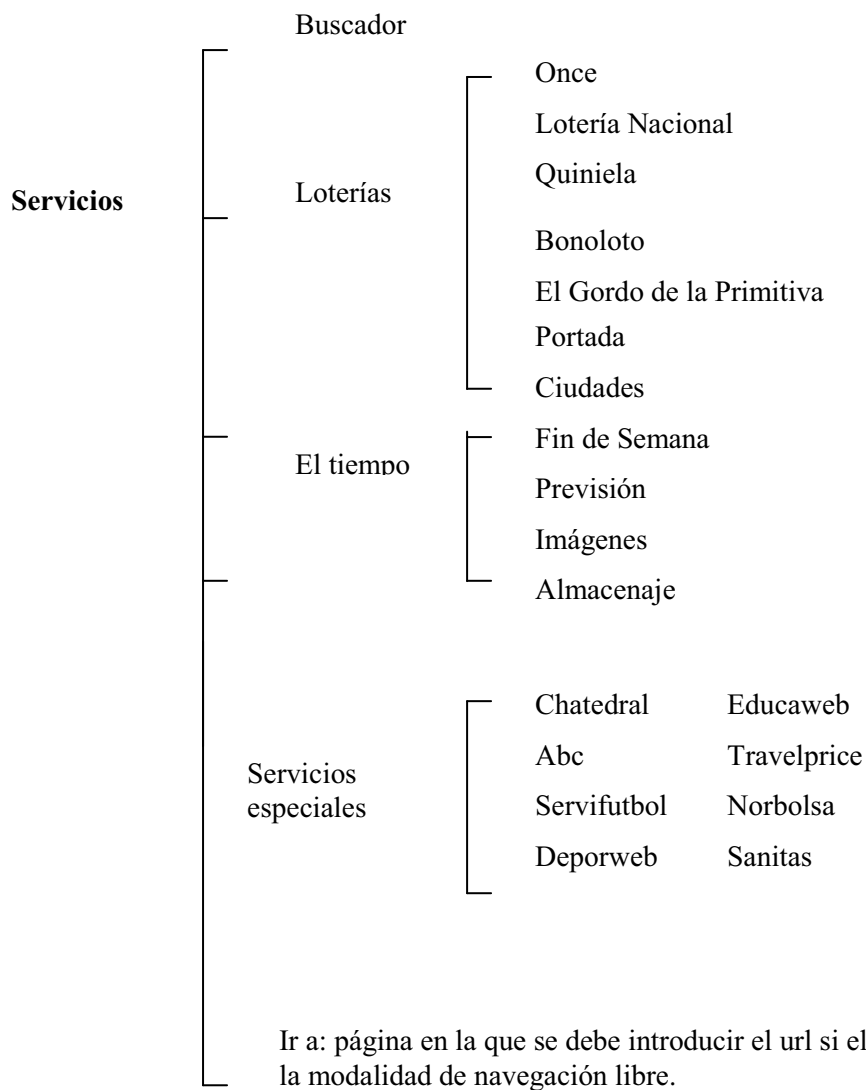 Buscador
Servicios
Loterías
Once
Lotería Nacional
Quiniela
Bonoloto
El Gordo de la Primitiva
Portada
Ciudades
El tiempo
Fin de Semana
Previsión
Imágenes
Almacenaje
Servicios
especiales
Chatedral Educaweb
Abc Travelprice
Servifutbol Norbolsa
Deporweb Sanitas
Ir a: página en la que se debe introducir el url si el
la modalidad de navegación libre.